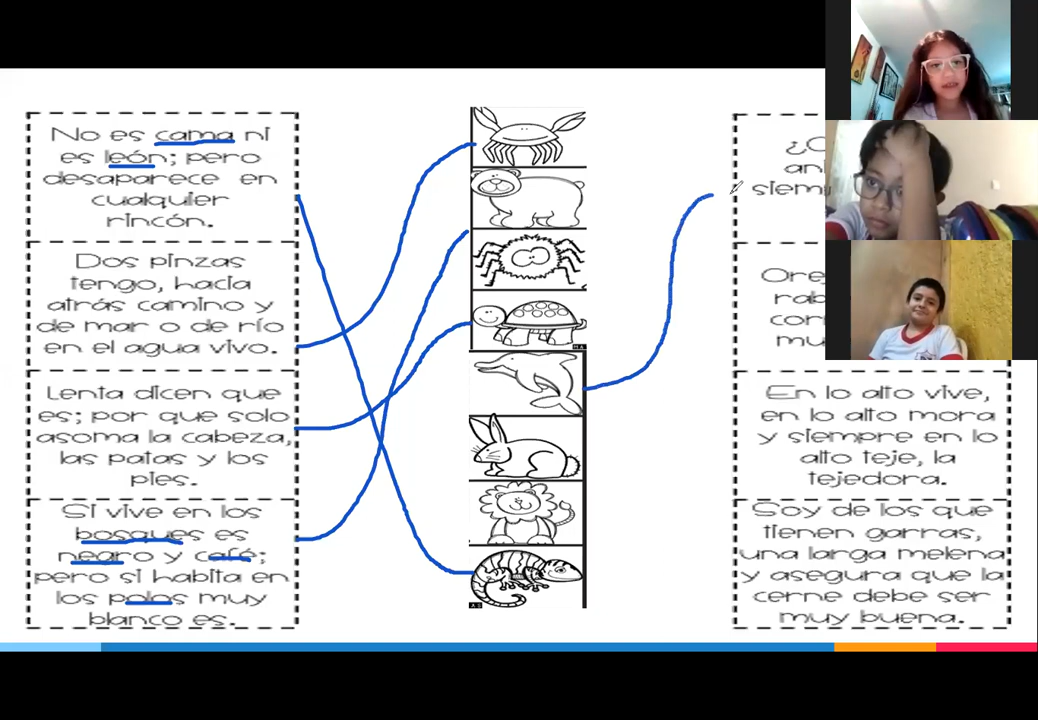 No es cama ni
es león; pero
desaparece en
cualquier
rincón.
Dos pinzas
tengo, hacia
atrás camino y
de mar o de río
en el agua vivo.
Lenta dicen que
es; por que solo
asoma la cabeza,
las patas y los
pies.
Si vive en los
bosques es
negro y café;
pero si habita en
los polos muy
blanco es.
En lo alto vive,
en lo alto mora
y siempre en lo
alto teje, la
tejedora.
Soy de los que
tienen garras,
una larga melena
y asegura que la
cerne debe ser
muy buena.